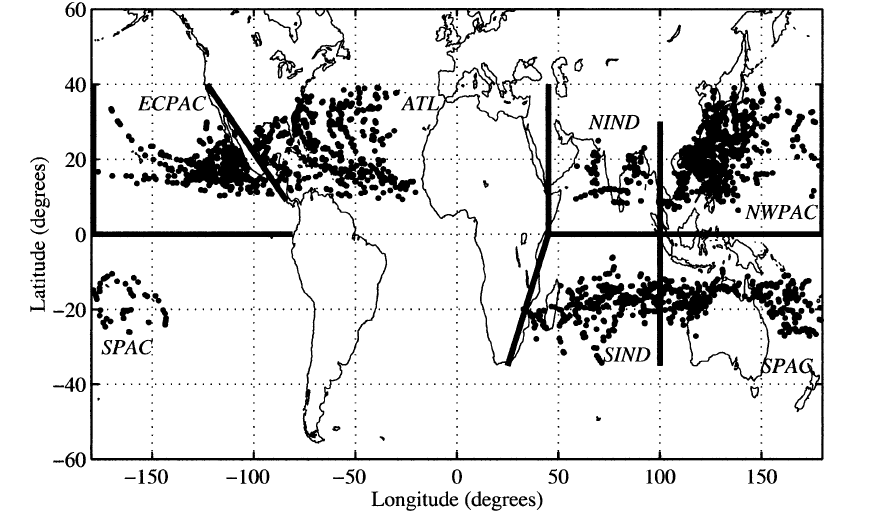 60
40
20
0
−20
−40
−60
ECPAC
ATL
NIND
NWPAC
SPAC
SIND
SPAC
−150
−100
−50
0
50
100
150
Longitude (degrees)
Latitude (degrees)